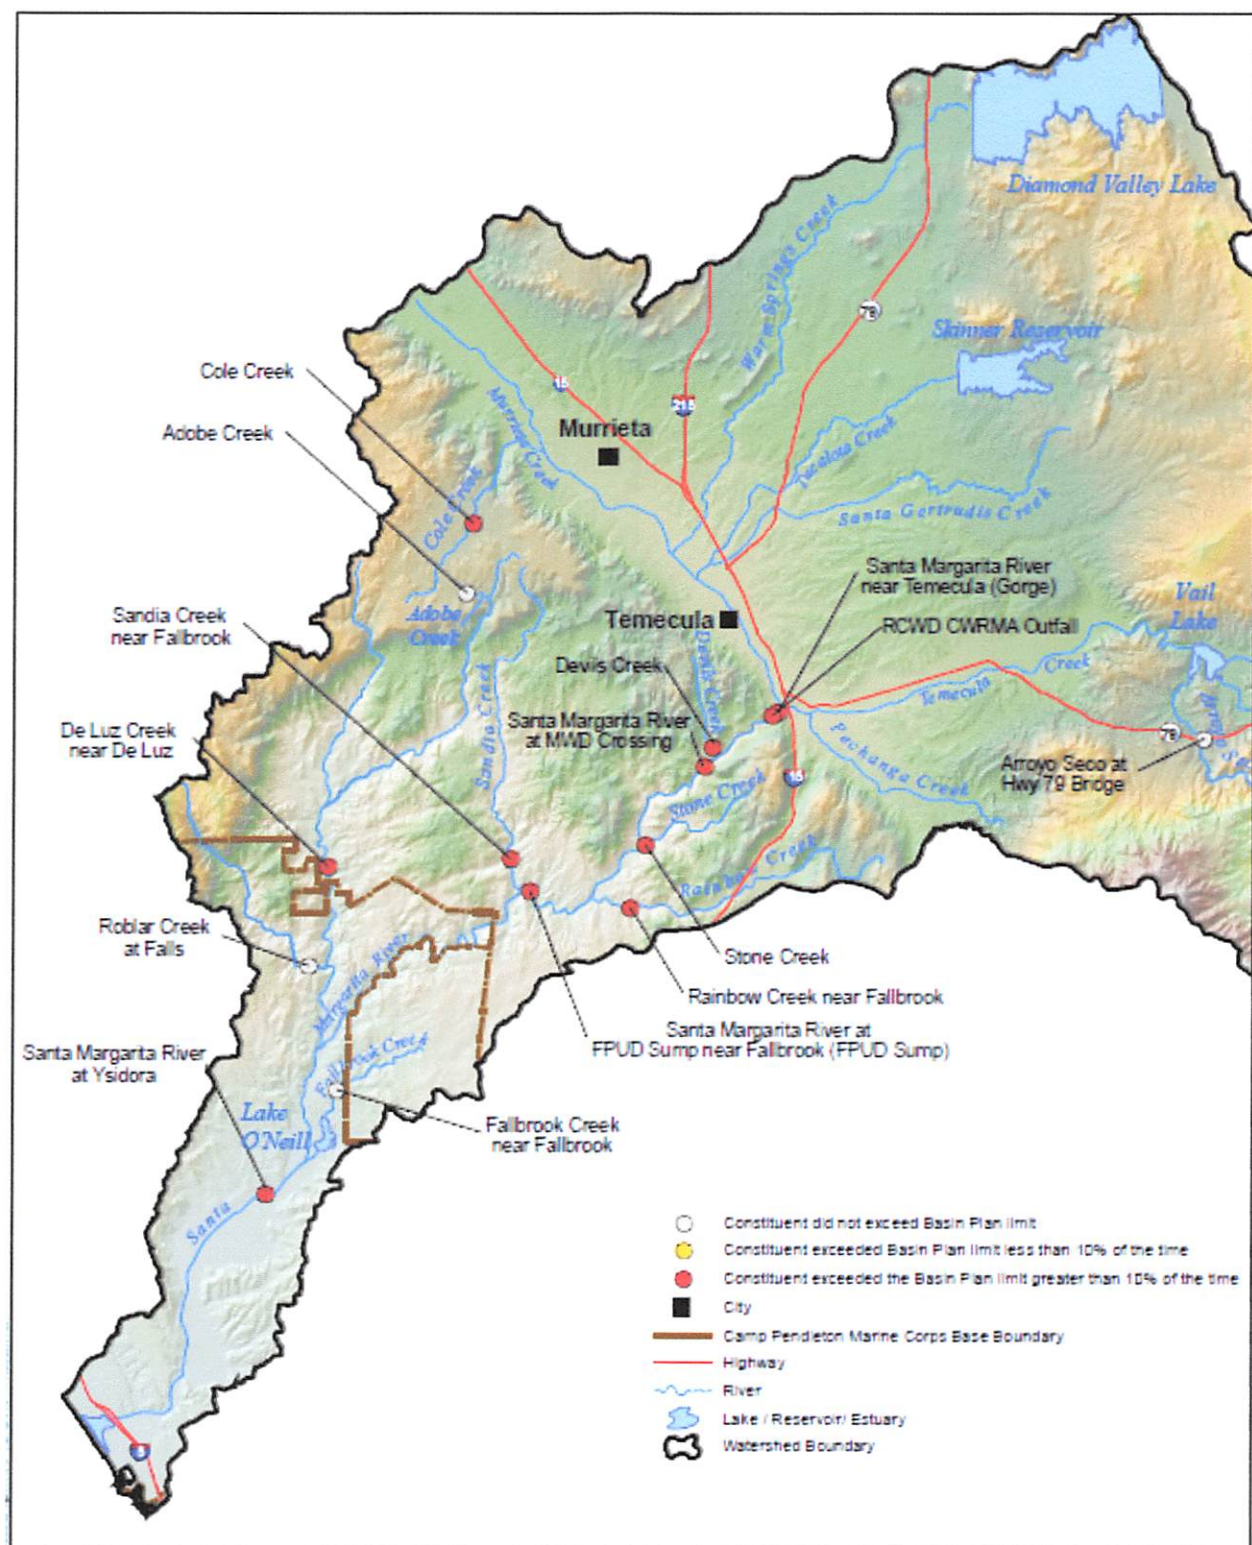 Diamond Valley Lake
Warm Springs Creek
79
Skinner Reservoir
Cole Creek
15
215
Murrieta Creek
Murrieta
Adobe Creek
Tucalota Creek
Cole Creek
Santa Gertrudis Creek
Santa Margarita River
near Temecula (Gorge)
Vail
Lake
Sandia Creek
near Fallbrook
Adobe
Creek
Temecula
RCWD CWRMA Outfall
Devils Creek
Devils Creek
Temecula Creek
Sandia Creek
Santa Margarita River
at MWD Crossing
De Luz Creek
near De Luz
79
Pechanga Creek
Arroyo Seco at
Hwy 79 Bridge
15
Stone Creek
Rainbow Creek
Roblar Creek
at Falls
Margarita River
Stone Creek
Rainbow Creek near Fallbrook
Santa Margarita River at
FPUD Sump near Fallbrook (FPUD Sump)
Santa Margarita River
at Ysidora
Fallbrook Creek
Lake
O'Neill
Fallbrook Creek
near Fallbrook
Santa
Constituent did not exceed Basin Plan limit
Constituent exceeded Basin Plan limit less than 10% of the time
Constituent exceeded the Basin Plan limit greater than 10% of the time
City
Camp Pendleton Marine Corps Base Boundary
Highway
River
Lake / Reservoir/ Estuary
Watershed Boundary
5